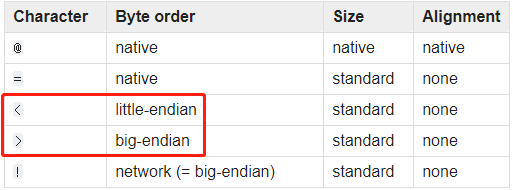 Character Byte order Size Alignment
@ native native native
= native standard none
< little-endian standard none
> big-endian standard none
! network (= big-endian) standard none